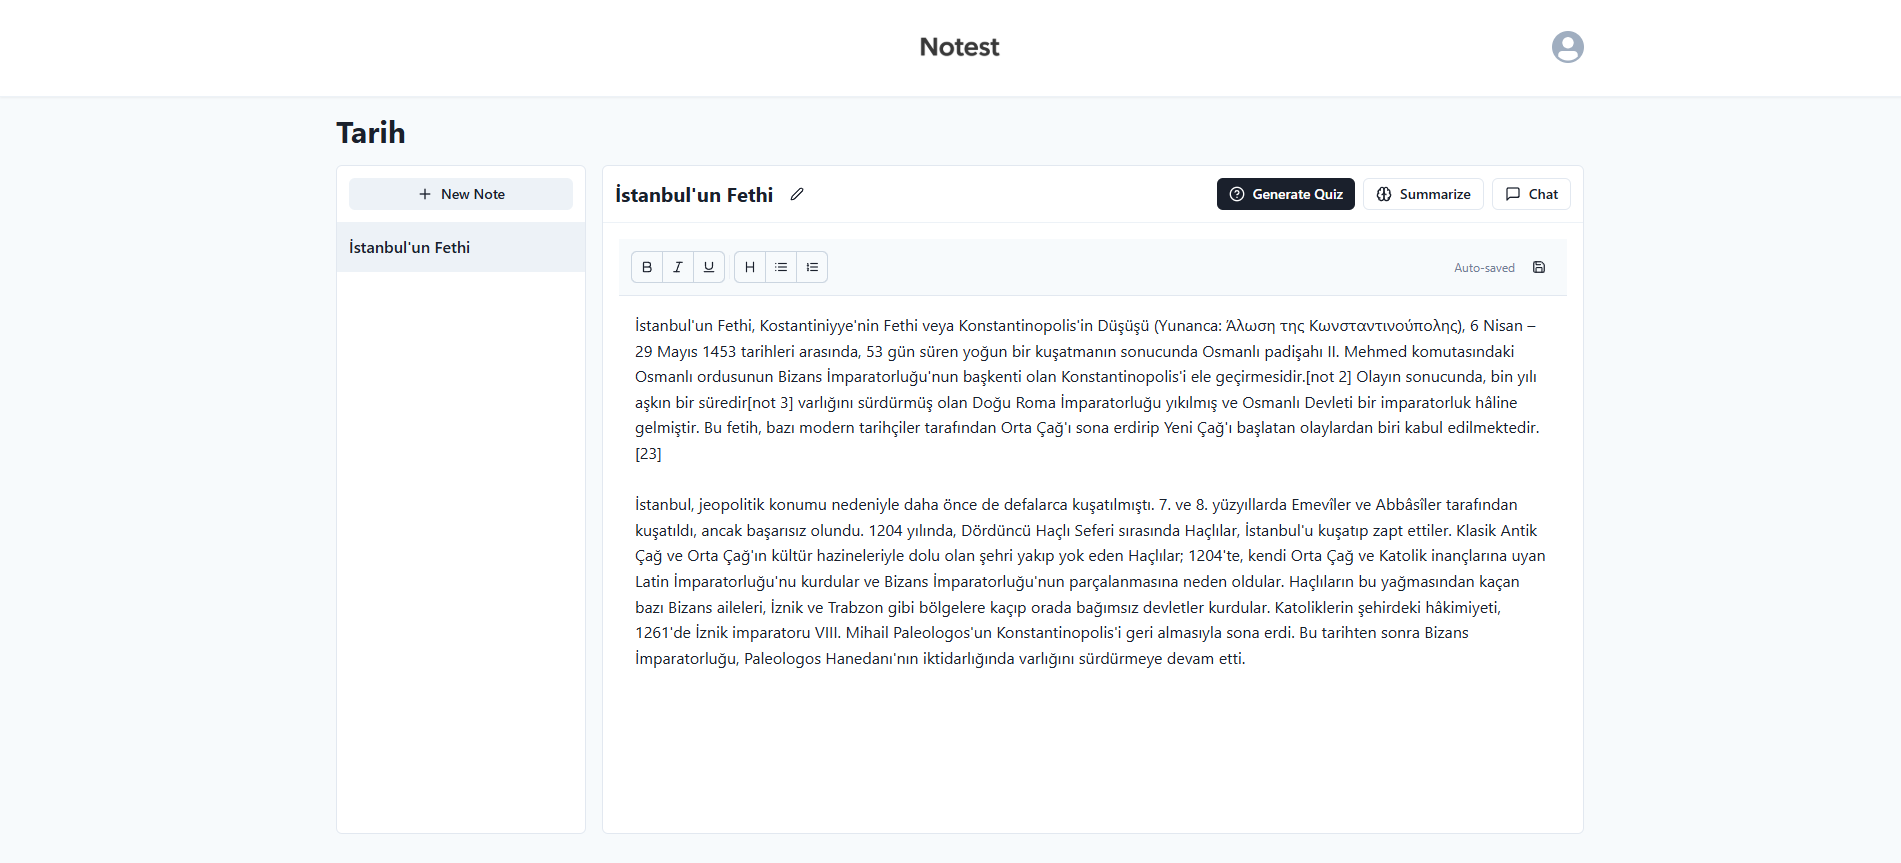 Notest
Tarih
New Note
İstanbul'un Fethi
İstanbul'un Fethi
Generate Quiz
Summarize
Chat
B I U H
Auto-saved
İstanbul'un Fethi, Kostantiniyye'nin Fethi veya Konstantinopolis'in Düşüşü (Yunanca: Άλωση της Κωνσταντινούπολης), 6 Nisan –
29 Mayıs 1453 tarihleri arasında, 53 gün süren yoğun bir kuşatmanın sonucunda Osmanlı padişahı II. Mehmed komutasındaki
Osmanlı ordusunun Bizans İmparatorluğu'nun başkenti olan Konstantinopolis'i ele geçirmesidir.[not 2] Olayın sonucunda, bin yılı
aşkın bir süredir[not 3] varlığını sürdürmüş olan Doğu Roma İmparatorluğu yıkılmış ve Osmanlı Devleti bir imparatorluk hâline
gelmiştir. Bu fetih, bazı modern tarihçiler tarafından Orta Çağ'ı sona erdirip Yeni Çağ'ı başlatan olaylardan biri kabul edilmektedir.
[23]
İstanbul, jeopolitik konumu nedeniyle daha önce de defalarca kuşatılmıştı. 7. ve 8. yüzyıllarda Emevîler ve Abbâsîler tarafından
kuşatıldı, ancak başarısız olundu. 1204 yılında, Dördüncü Haçlı Seferi sırasında Haçlılar, İstanbul'u kuşatıp zapt ettiler. Klasik Antik
Çağ ve Orta Çağ'ın kültür hazineleriyle dolu olan şehri yakıp yok eden Haçlılar; 1204'te, kendi Orta Çağ ve Katolik inançlarına uyan
Latin İmparatorluğu'nu kurdular ve Bizans İmparatorluğu'nun parçalanmasına neden oldular. Haçlıların bu yağmasından kaçan
bazı Bizans aileleri, İznik ve Trabzon gibi bölgelere kaçıp orada bağımsız devletler kurdular. Katoliklerin şehirdeki hâkimiyeti,
1261'de İznik imparatoru VIII. Mihail Paleologos'un Konstantinopolis'i geri almasıyla sona erdi. Bu tarihten sonra Bizans
İmparatorluğu, Paleologos Hanedanı'nın iktidarlığında varlığını sürdürmeye devam etti.